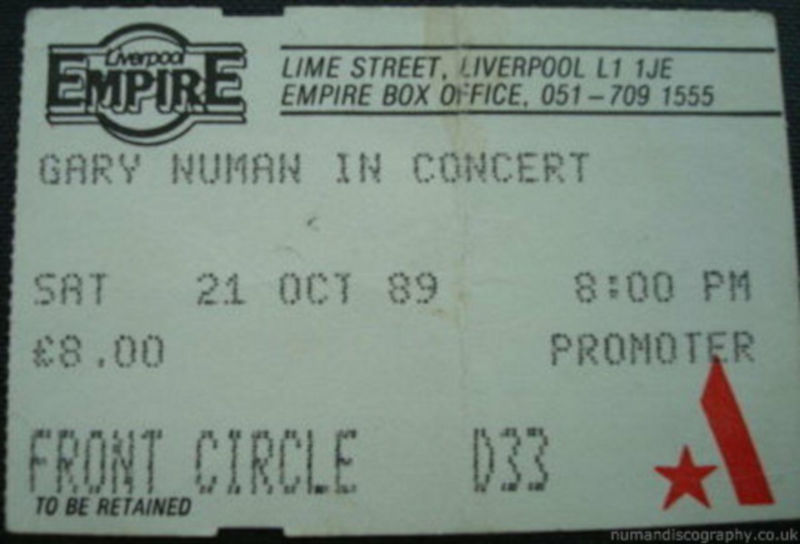 Liverpool
EMPIRE
LIME STREET, LIVERPOOL L1 1JE
EMPIRE BOX OFFICE, 051-709 1555
GARY NUMAN IN CONCERT
SAT 21 OCT 89 8:00 PM
£8.00 PROMOTER
FRONT CIRCLE D33
TO BE RETAINED
numandiscography.co.uk